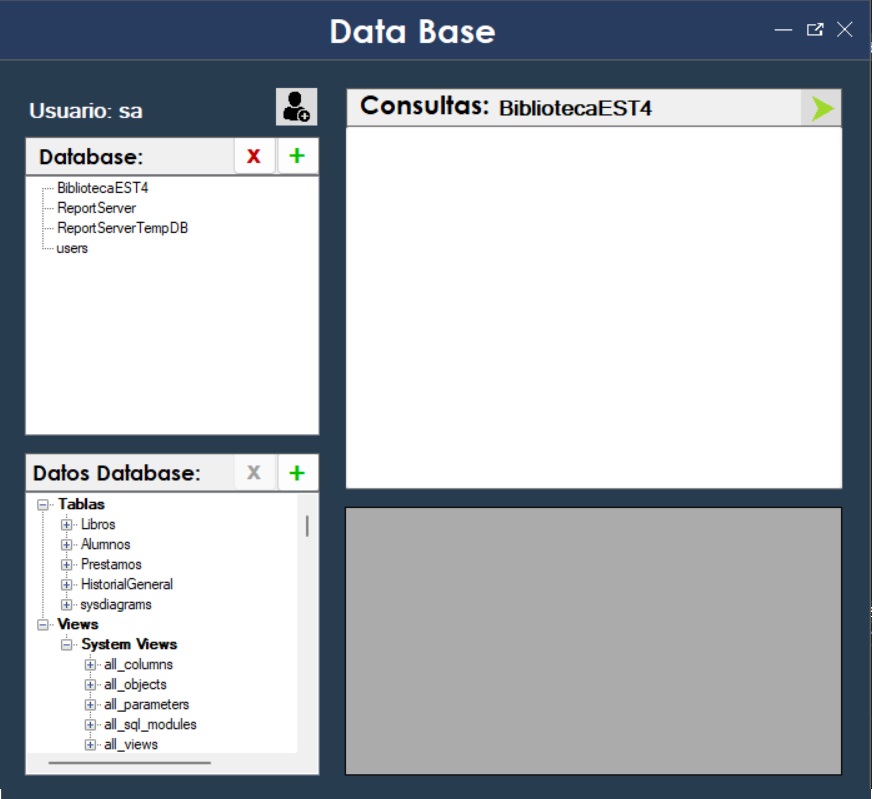 Data Base
Usuario: sa
Database:
X
+
BibliotecaEST4
ReportServer
ReportServerTempDB
users
Datos Database:
X
+
Tablas
Libros
Alumnos
Prestamos
HistorialGeneral
sysdiagrams
Views
System Views
all_columns
all_objects
all_parameters
all_sql_modules
all_views
Consultas: BibliotecaEST4